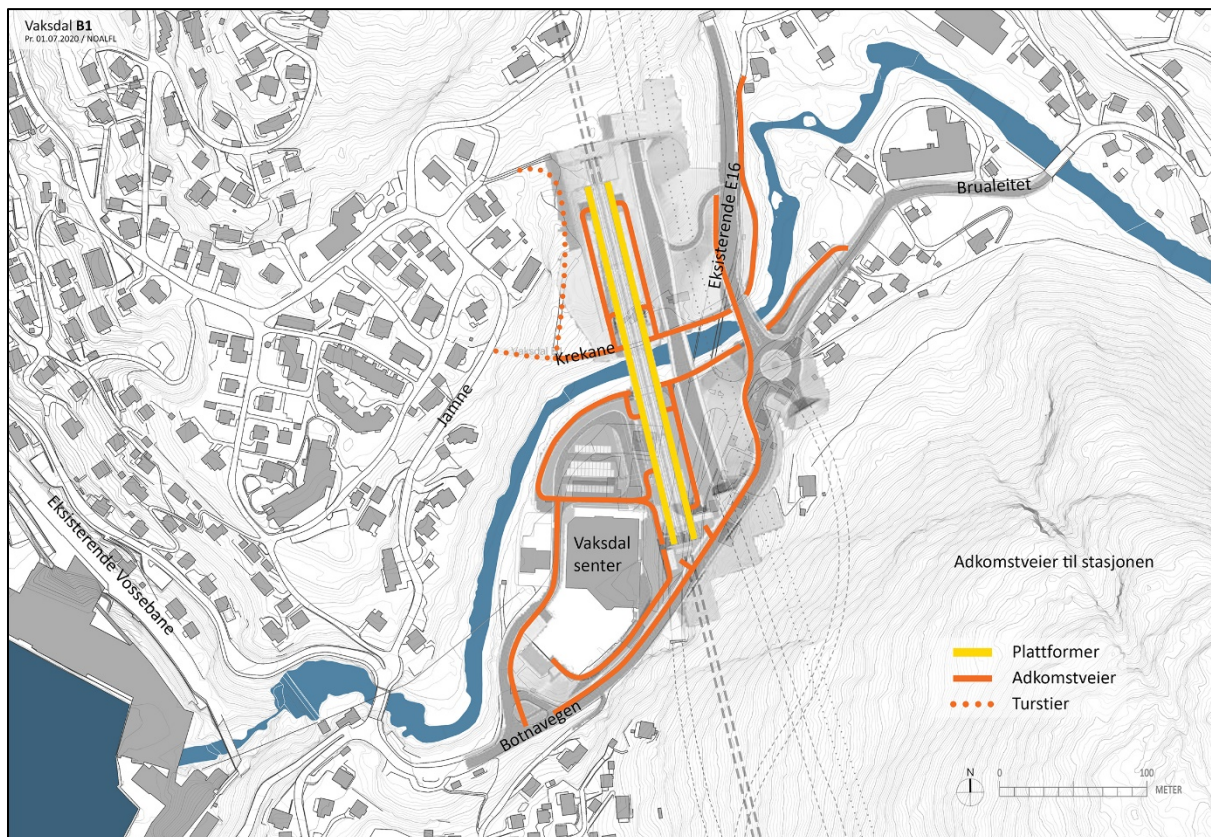 Vaksdal B1
Pr. 01.07.2020 / NOALFL
Eksisterende E16
Brualeitet
Krekane
Jamne
Eksisterende Vossebane
Vaksdal
senter
Botnavegen
Adkomstveier til stasjonen
Plattformer
Adkomstveier
Turstier
N
0
100
METER